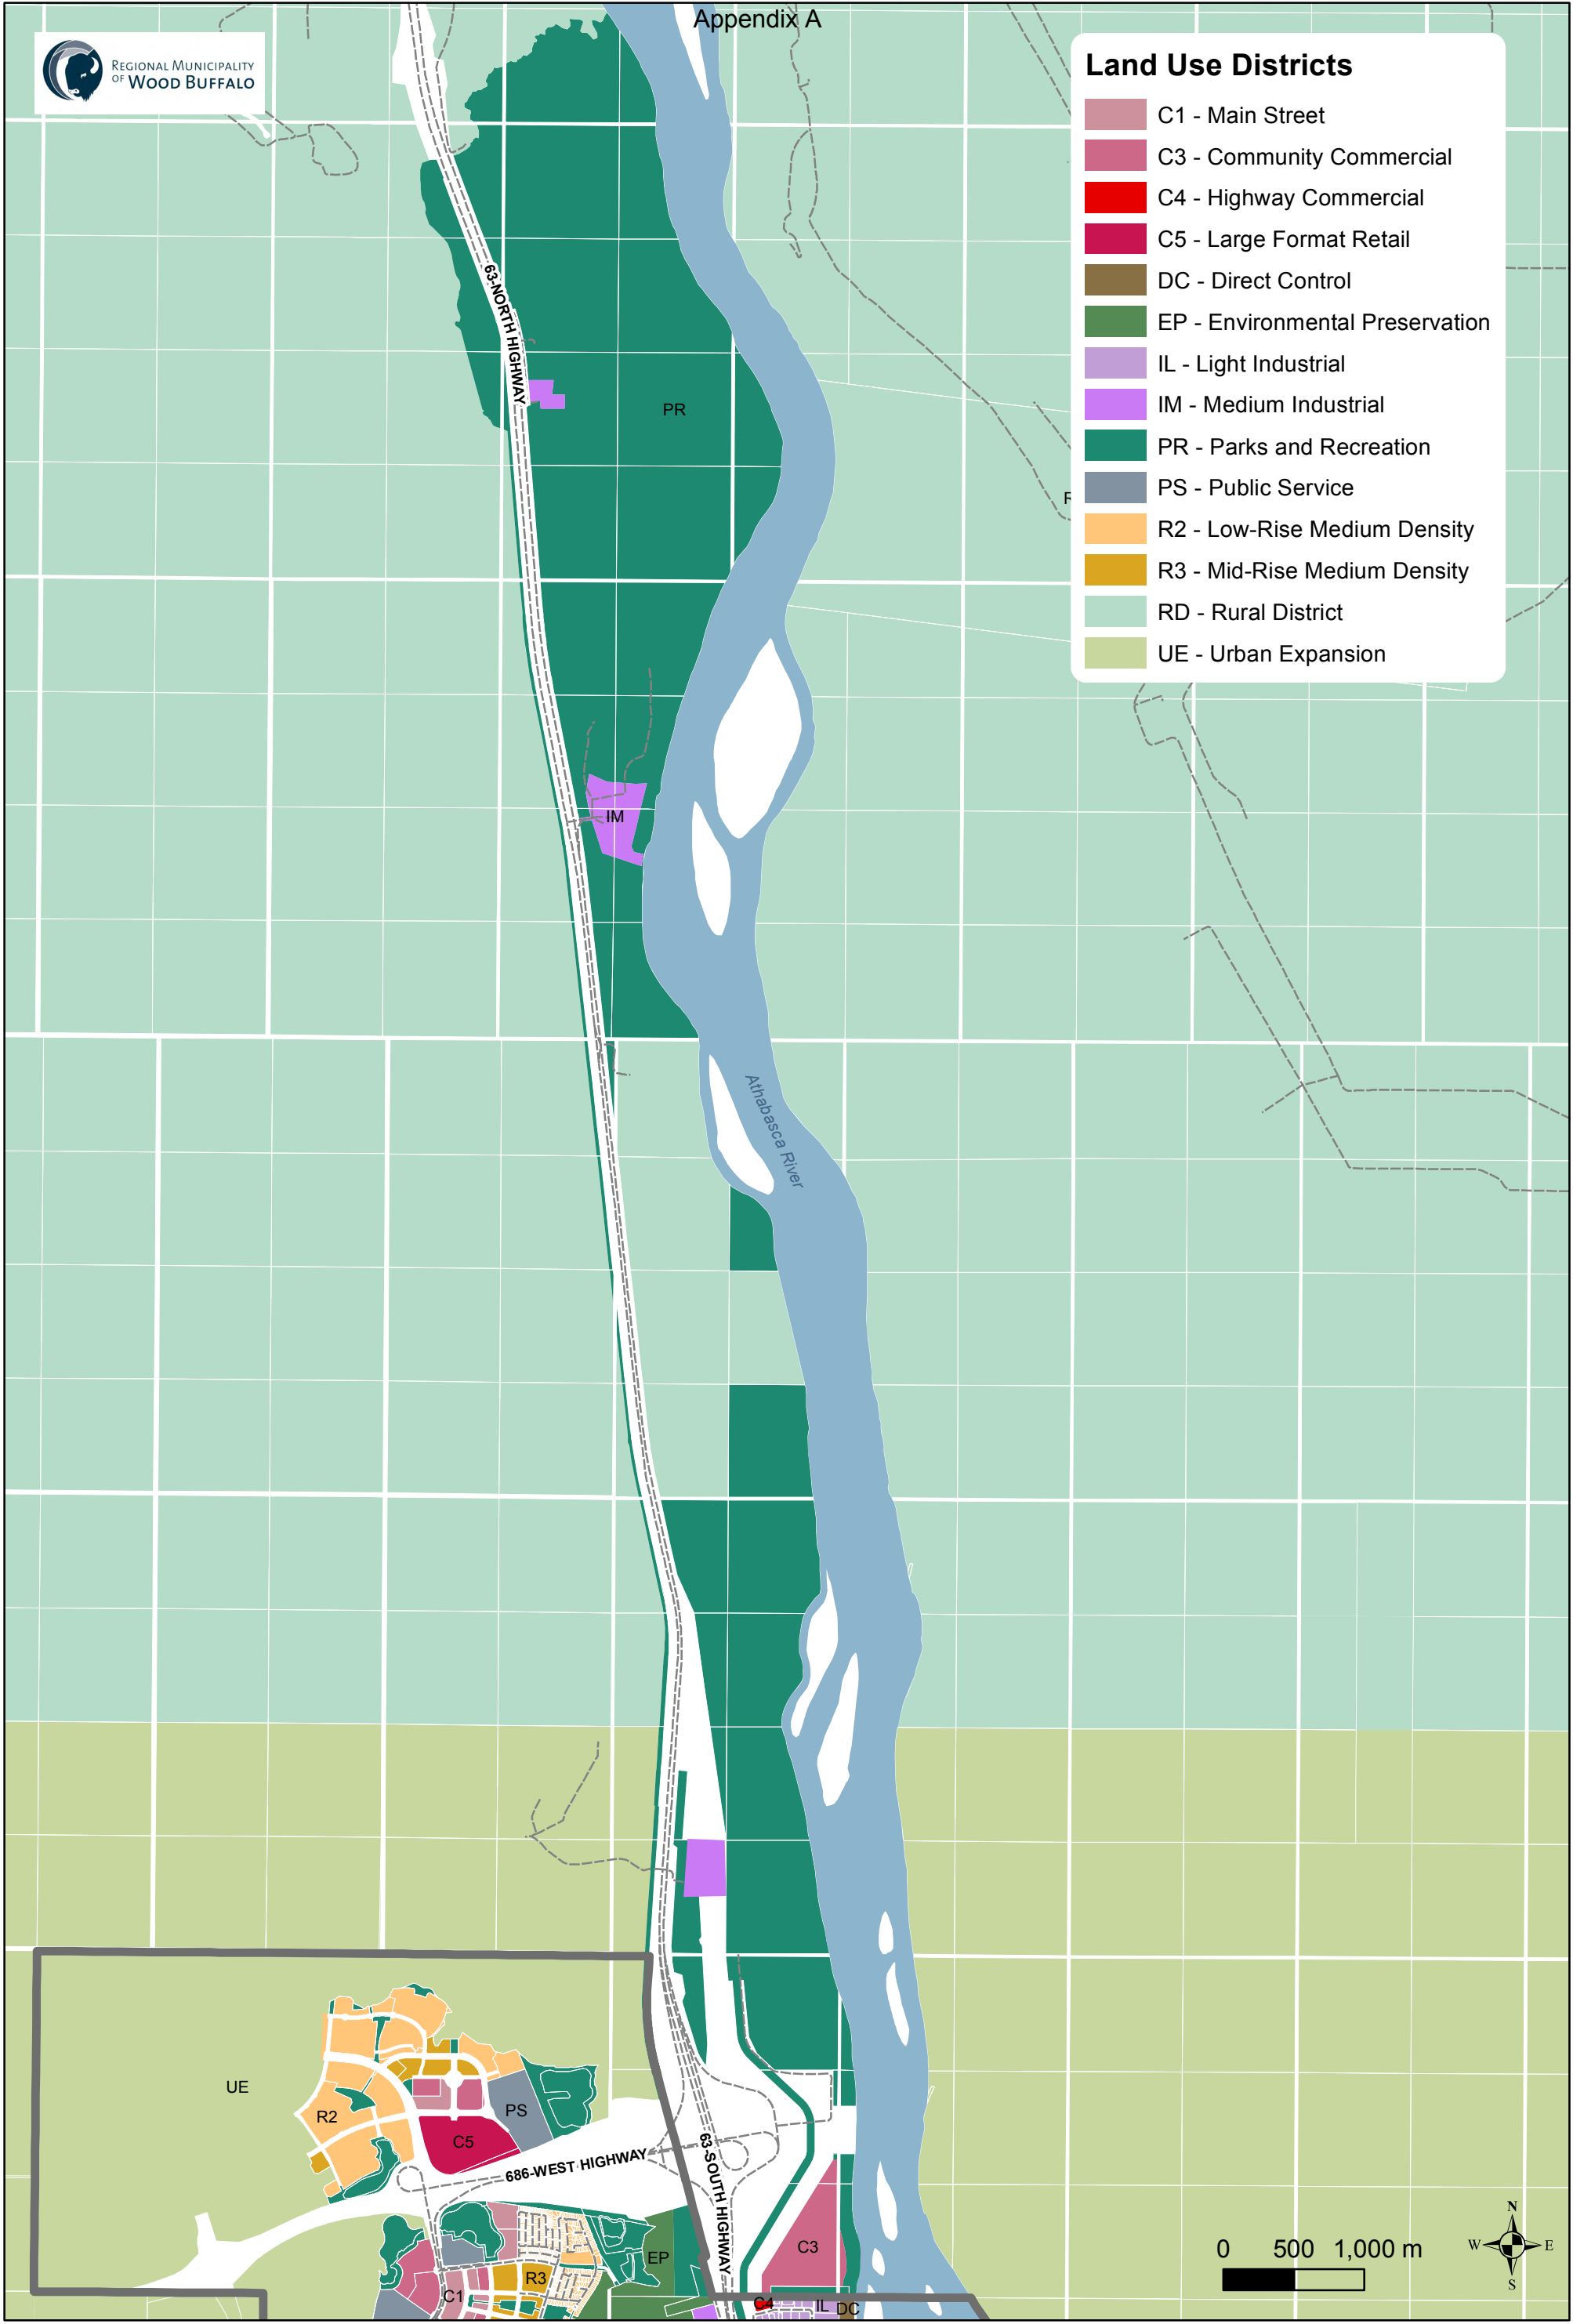 Appendix A
REGIONAL MUNICIPALITY
OF WOOD BUFFALO
Land Use Districts
C1 - Main Street
C3 - Community Commercial
C4 - Highway Commercial
C5 - Large Format Retail
DC - Direct Control
EP - Environmental Preservation
IL - Light Industrial
IM - Medium Industrial
PR - Parks and Recreation
PS - Public Service
R2 - Low-Rise Medium Density
R3 - Mid-Rise Medium Density
RD - Rural District
UE - Urban Expansion
63-NORTH HIGHWAY
PR
IM
Athabasca River
UE
R2
PS
C5
686-WEST HIGHWAY
63-SOUTH HIGHWAY
EP
C3
R3
C1
C4
IL
DC
0 500 1,000 m
N
W
E
S